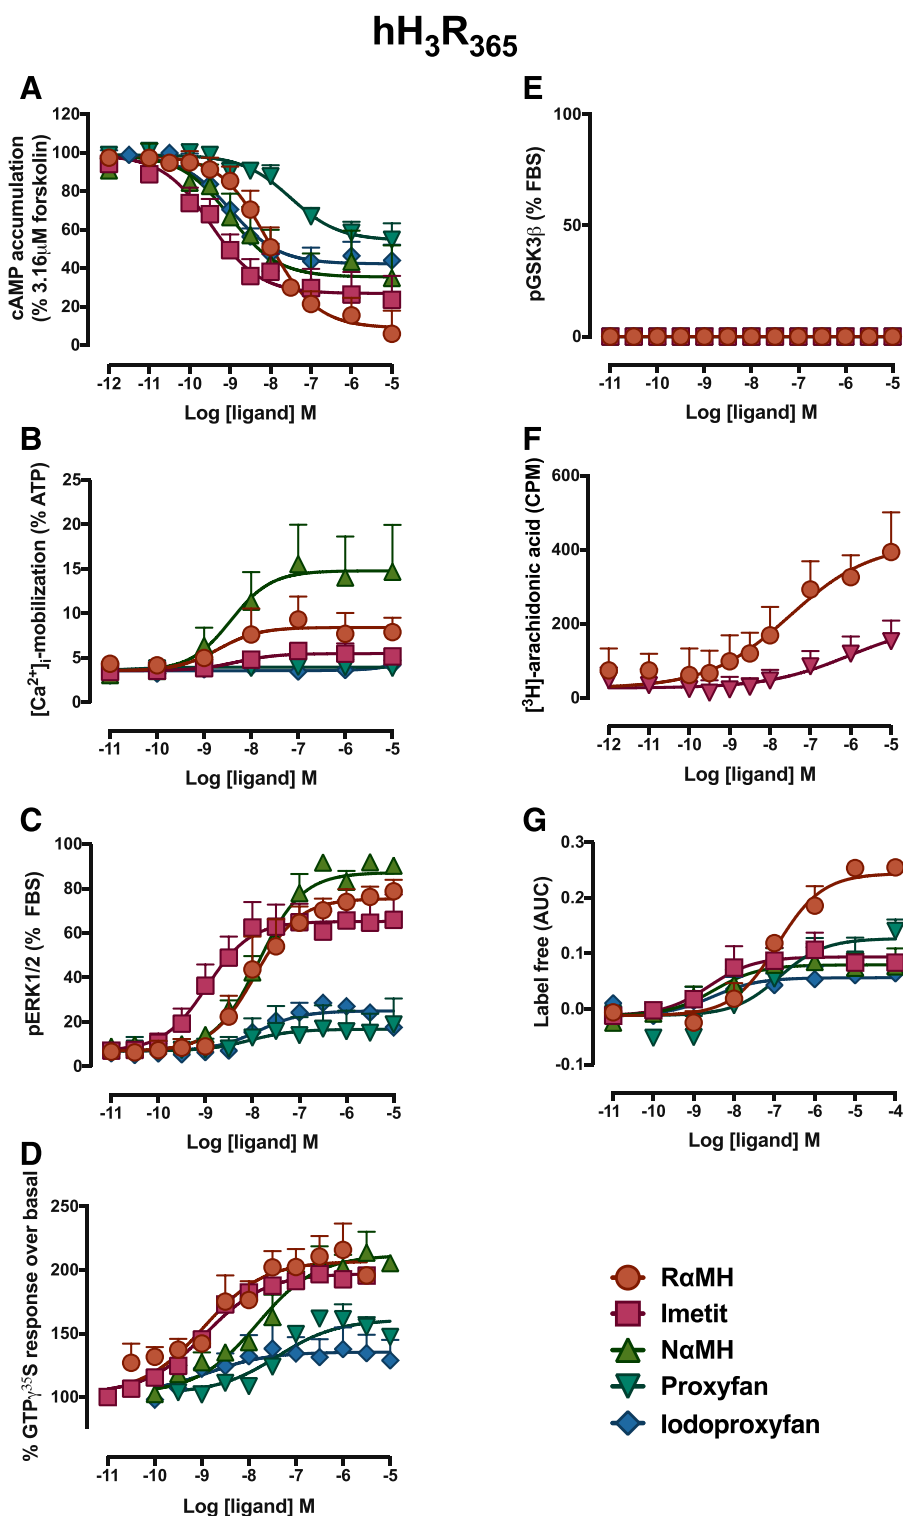 hH3R365
A
cAMP accumulation
(% 3.16µM forskolin)
120
100
80
60
40
20
0
-12 -11 -10 -9 -8 -7 -6 -5
Log [ligand] M
B
[Ca2+]i-mobilization (% ATP)
25
20
15
10
5
0
-11 -10 -9 -8 -7 -6 -5
Log [ligand] M
C
pERK1/2 (% FBS)
100
80
60
40
20
0
-11 -10 -9 -8 -7 -6 -5
Log [ligand] M
D
% GTPγ35S response over basal
250
200
150
100
-11 -10 -9 -8 -7 -6 -5
Log [ligand] M
E
pGSK3β (% FBS)
100
50
0
-11 -10 -9 -8 -7 -6 -5
Log [ligand] M
F
[3H]-arachidonic acid (CPM)
600
400
200
0
-12 -11 -10 -9 -8 -7 -6 -5
Log [ligand] M
G
Label free (AUC)
0.3
0.2
0.1
0.0
-0.1
-11 -10 -9 -8 -7 -6 -5 -4
Log [ligand] M
RαMH
Imetit
NαMH
Proxyfan
Iodoproxyfan